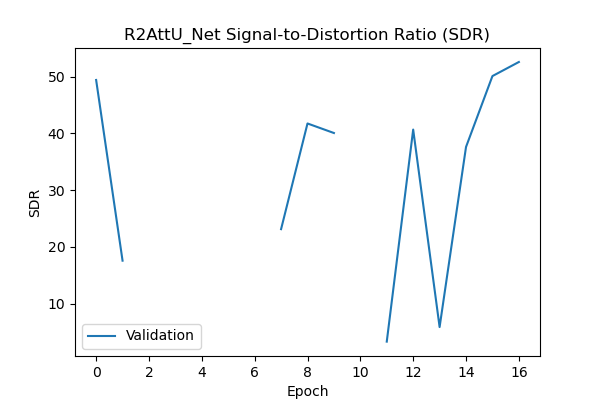 R2AttU_Net Signal-to-Distortion Ratio (SDR)
50
40
30
20
10
SDR
Validation
0 2 4 6 8 10 12 14 16
Epoch